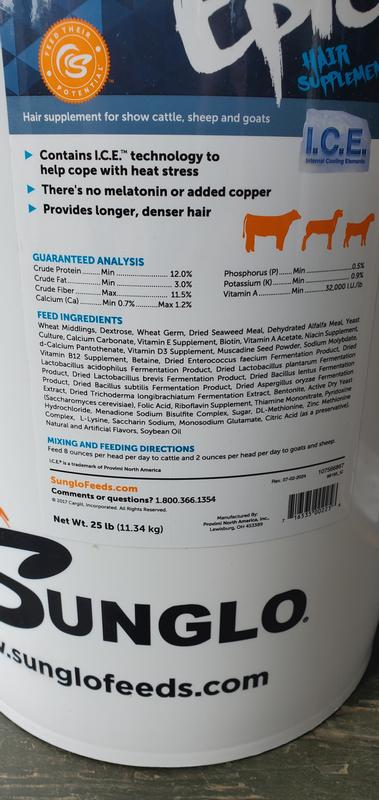 EPIC
HAIR
SUPPLEMENT
FEED THEIR
POTENTIAL
Hair supplement for show cattle, sheep and goats
I.C.E.
Internal Cooling Elements
Contains I.C.E.™ technology to
help cope with heat stress
There's no melatonin or added copper
Provides longer, denser hair
GUARANTEED ANALYSIS
Crude Protein.......Min ................... 12.0%
Crude Fat..............Min ................... 3.0%
Crude Fiber..........Max.................. 11.5%
Calcium (Ca)........Min 0.7%........Max 1.2%
Phosphorus (P)......Min...................0.5%
Potassium (K).......Min...................0.9%
Vitamin A..............Min.........32,000 I.U./lb
FEED INGREDIENTS
Wheat Middlings, Dextrose, Wheat Germ, Dried Seaweed Meal, Dehydrated Alfalfa Meal, Yeast
Culture, Calcium Carbonate, Vitamin E Supplement, Biotin, Vitamin A Acetate, Niacin Supplement,
d-Calcium Pantothenate, Vitamin D3 Supplement, Muscadine Seed Powder, Sodium Molybdate,
Vitamin B12 Supplement, Betaine, Dried Enterococcus faecium Fermentation Product, Dried
Lactobacillus acidophilus Fermentation Product, Dried Lactobacillus plantarum Fermentation
Product, Dried Lactobacillus brevis Fermentation Product, Dried Bacillus lentus Fermentation
Product, Dried Bacillus subtilis Fermentation Product, Dried Aspergillus oryzae Fermentation
Extract, Dried Trichoderma longibrachiatum Fermentation Extract, Bentonite, Active Dry Yeast
(Saccharomyces cerevisiae), Folic Acid, Riboflavin Supplement, Thiamine Mononitrate, Pyridoxine
Hydrochloride, Menadione Sodium Bisulfite Complex, Sugar, DL-Methionine, Zinc Methionine
Complex, L-Lysine, Saccharin Sodium, Monosodium Glutamate, Citric Acid (as a preservative),
Natural and Artificial Flavors, Soybean Oil
MIXING AND FEEDING DIRECTIONS
Feed 8 ounces per head per day to cattle and 2 ounces per head per day to goats and sheep.
I.C.E.® is a trademark of Provimi North America
SungloFeeds.com
Comments or questions? 1.800.366.1354
© 2017 Cargill, Incorporated. All Rights Reserved.
Net Wt. 25 lb (11.34 kg)
Rev. 07-02-2024
107566867
Manufactured By:
Provimi North America, Inc.,
Lewisburg, OH 453389
SUNGLO®
w.sunglofeeds.com